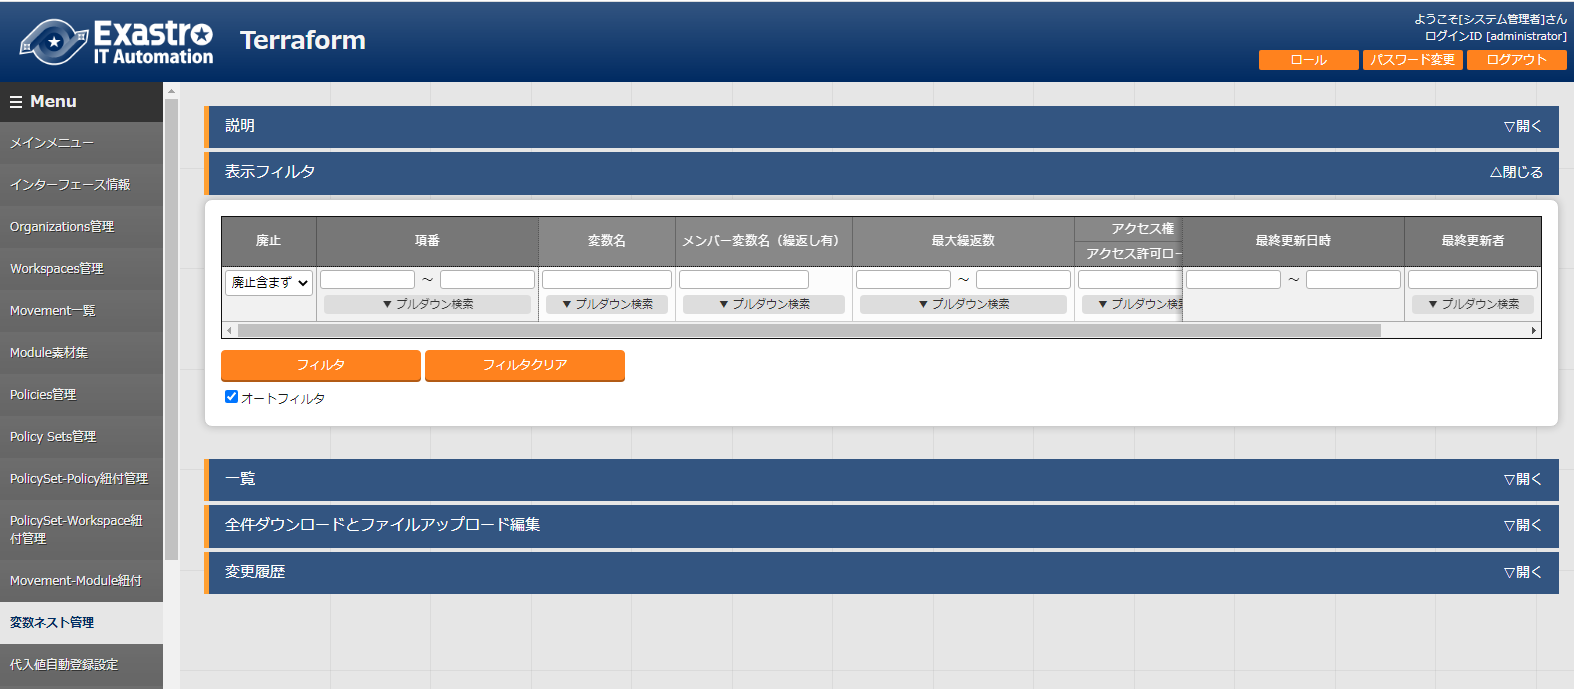 Exastro
IT Automation
Terraform
ようこそ[システム管理者]さん
ログインID [administrator]
ロール
パスワード変更
ログアウト
Menu
メインメニュー
インターフェース情報
Organizations管理
Workspaces管理
Movement一覧
Module素材集
Policies管理
Policy Sets管理
PolicySet-Policy紐付管理
PolicySet-Workspace紐
付管理
Movement-Module紐付
変数ネスト管理
代入値自動登録設定
説明
▽開く
表示フィルタ
△閉じる
廃止
項番
変数名
メンバー変数名（繰返し有）
最大繰返数
アクセス権
アクセス許可ロー
最終更新日時
最終更新者
廃止含まず
～
～
～
▼ プルダウン検索
▼ プルダウン検索
▼ プルダウン検索
▼ プルダウン検索
▼ プルダウン検
▼ プルダウン検索
フィルタ
フィルタクリア
オートフィルタ
一覧
▽開く
全件ダウンロードとファイルアップロード編集
▽開く
変更履歴
▽開く